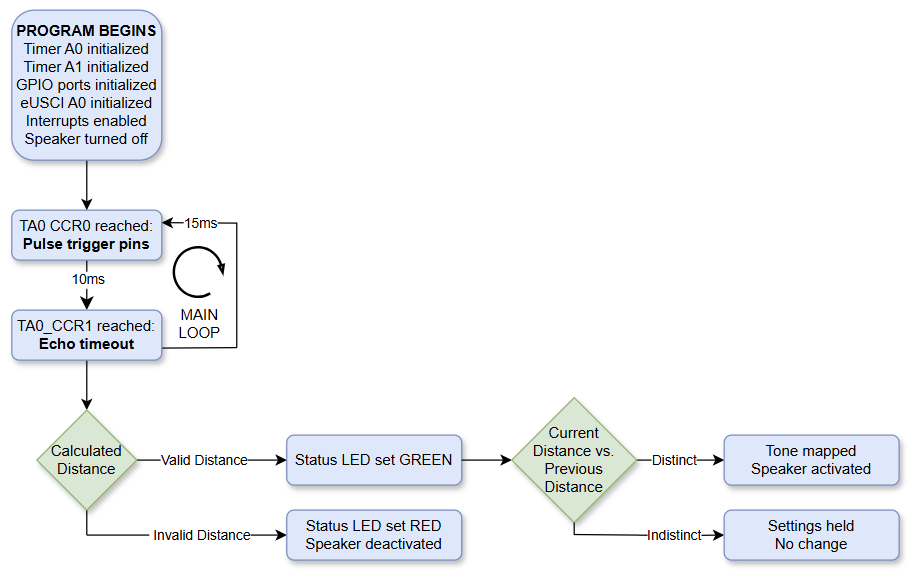 PROGRAM BEGINS
Timer A0 initialized
Timer A1 initialized
GPIO ports initialized
eUSCI A0 initialized
Interrupts enabled
Speaker turned off
TA0 CCR0 reached:
Pulse trigger pins
15ms
10ms
MAIN
LOOP
TA0_CCR1 reached:
Echo timeout
Calculated
Distance
Valid Distance
Status LED set GREEN
Current
Distance vs.
Previous
Distance
Distinct
Tone mapped
Speaker activated
Invalid Distance
Status LED set RED
Speaker deactivated
Indistinct
Settings held
No change